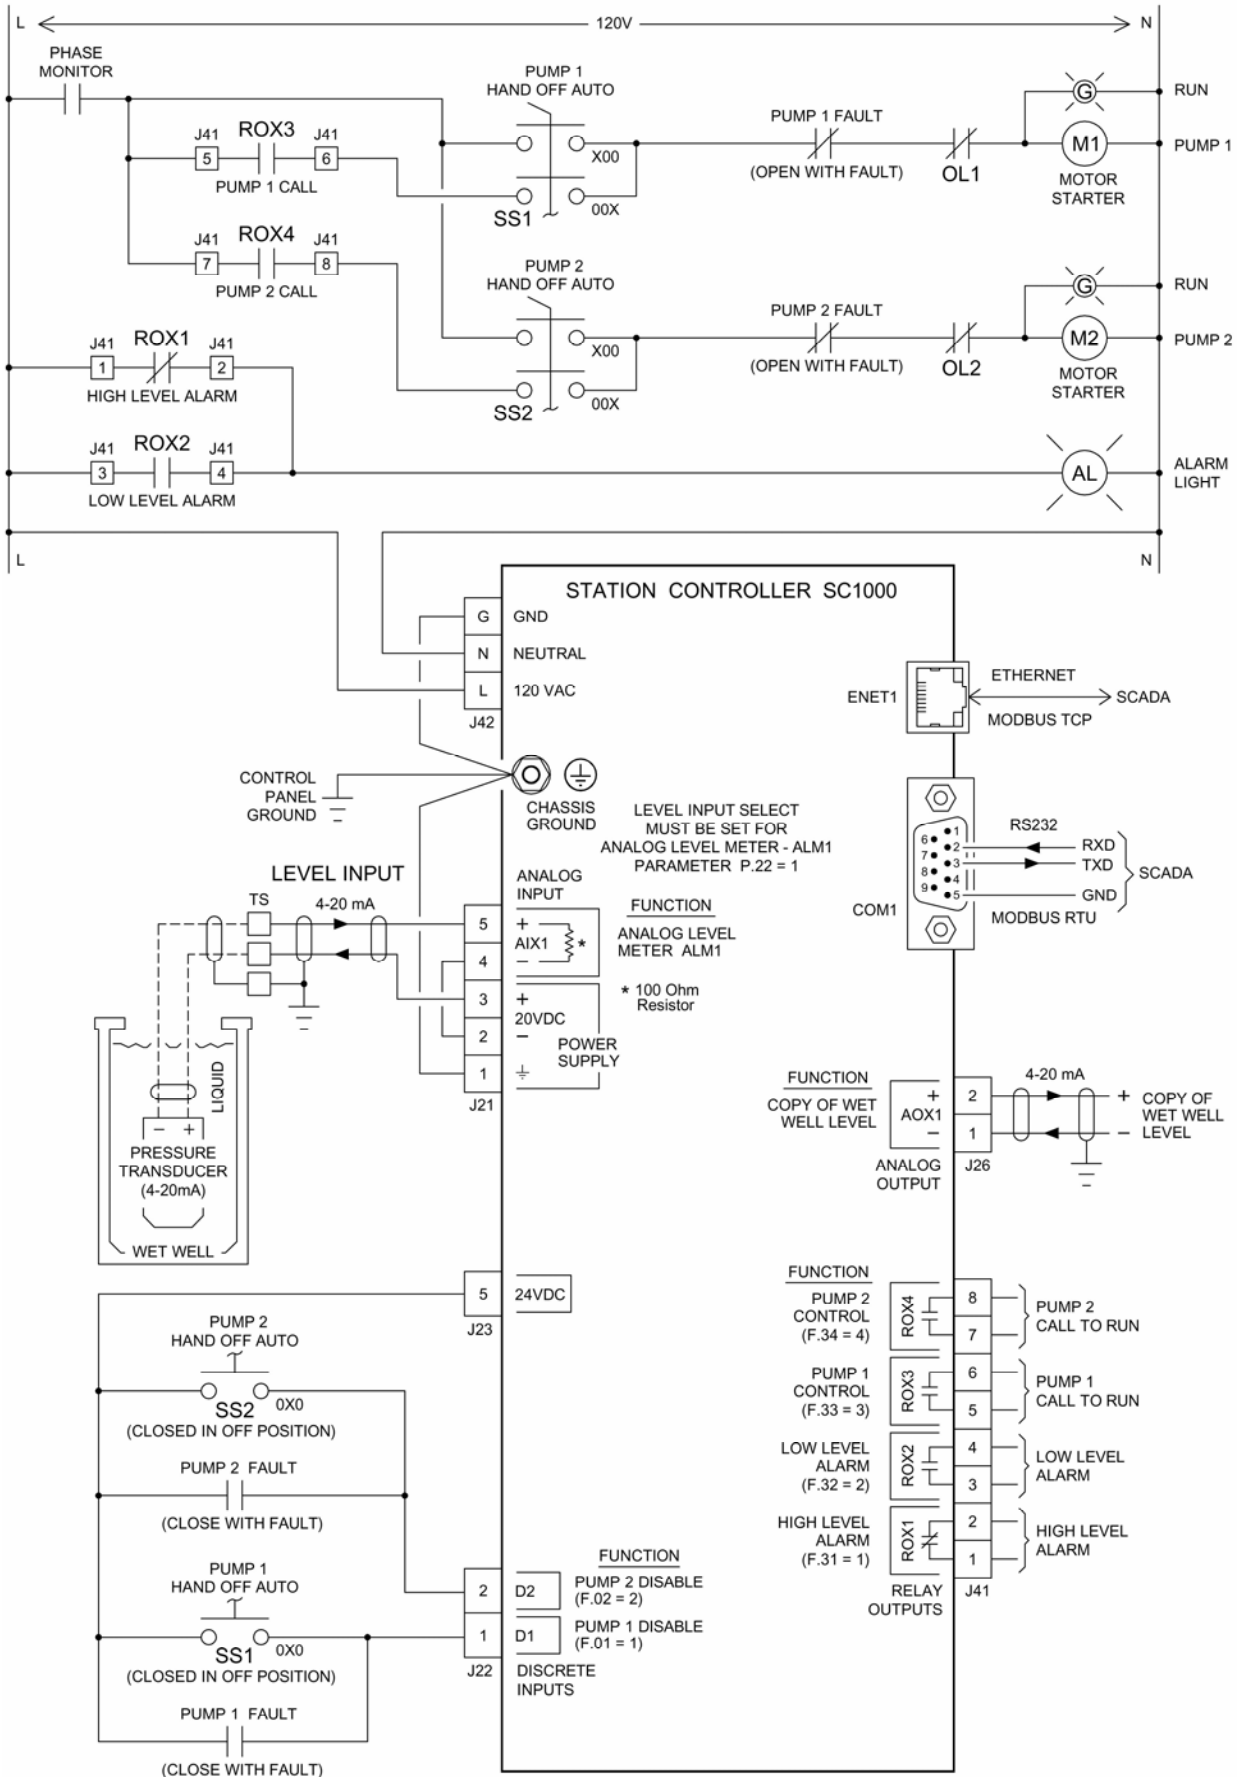 L
120V
N
PHASE
MONITOR
PUMP 1
HAND OFF AUTO
G
RUN
J41
ROX3
J41
5
6
PUMP 1 CALL
X00
PUMP 1 FAULT
(OPEN WITH FAULT)
OL1
M1
PUMP 1
MOTOR
STARTER
SS1
00X
J41
ROX4
J41
7
8
PUMP 2 CALL
PUMP 2
HAND OFF AUTO
G
RUN
X00
PUMP 2 FAULT
(OPEN WITH FAULT)
OL2
M2
PUMP 2
MOTOR
STARTER
SS2
00X
J41
ROX1
J41
1
2
HIGH LEVEL ALARM
J41
ROX2
J41
3
4
LOW LEVEL ALARM
AL
ALARM
LIGHT
L
N
STATION CONTROLLER SC1000
G
GND
N
NEUTRAL
L
120 VAC
J42
ENET1
ETHERNET
SCADA
MODBUS TCP
CONTROL
PANEL
GROUND
CHASSIS
GROUND
LEVEL INPUT SELECT
MUST BE SET FOR
ANALOG LEVEL METER - ALM1
PARAMETER P.22 = 1
COM1
1
2
3
4
5
6
7
8
9
RS232
RXD
TXD
GND
SCADA
MODBUS RTU
LEVEL INPUT
TS
4-20 mA
ANALOG
INPUT
5
+
AIX1
*
4
–
3
+
20VDC
2
–
POWER
SUPPLY
1
J21
FUNCTION
ANALOG LEVEL
METER ALM1
* 100 Ohm
Resistor
LIQUID
– +
PRESSURE
TRANSDUCER
(4-20mA)
WET WELL
FUNCTION
COPY OF WET
WELL LEVEL
+
AOX1
–
2
1
J26
ANALOG
OUTPUT
4-20 mA
+
–
COPY OF
WET WELL
LEVEL
5
24VDC
J23
FUNCTION
PUMP 2
CONTROL
(F.34 = 4)
ROX4
8
7
PUMP 2
CALL TO RUN
PUMP 1
CONTROL
(F.33 = 3)
ROX3
6
5
PUMP 1
CALL TO RUN
LOW LEVEL
ALARM
(F.32 = 2)
ROX2
4
3
LOW LEVEL
ALARM
HIGH LEVEL
ALARM
(F.31 = 1)
ROX1
2
1
HIGH LEVEL
ALARM
RELAY
OUTPUTS
J41
PUMP 2
HAND OFF AUTO
SS2
0X0
(CLOSED IN OFF POSITION)
PUMP 2 FAULT
(CLOSE WITH FAULT)
PUMP 1
HAND OFF AUTO
SS1
0X0
(CLOSED IN OFF POSITION)
PUMP 1 FAULT
(CLOSE WITH FAULT)
FUNCTION
2
D2
PUMP 2 DISABLE
(F.02 = 2)
1
D1
PUMP 1 DISABLE
(F.01 = 1)
J22
DISCRETE
INPUTS